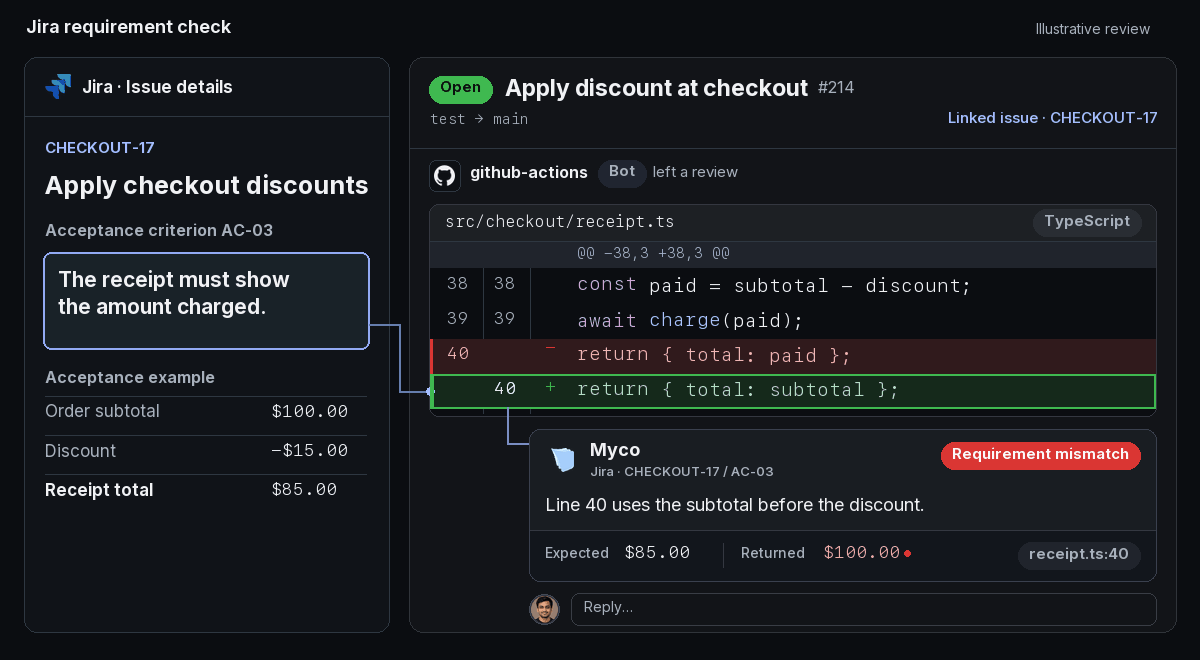 Jira requirement check
Illustrative review
Jira · Issue details
CHECKOUT-17
Apply checkout discounts
Acceptance criterion AC-03
The receipt must show
the amount charged.
Acceptance example
Order subtotal $100.00
Discount −$15.00
Receipt total $85.00
Open Apply discount at checkout #214
test → main
Linked issue · CHECKOUT-17
github-actions Bot left a review
src/checkout/receipt.ts TypeScript
@@ −38,3 +38,3 @@
38 38 const paid = subtotal − discount;
39 39 await charge(paid);
40 − return { total: paid };
40 + return { total: subtotal };
Myco
Jira · CHECKOUT-17 / AC-03
Requirement mismatch
Line 40 uses the subtotal before the discount.
Expected $85.00 Returned $100.00 receipt.ts:40
Reply…